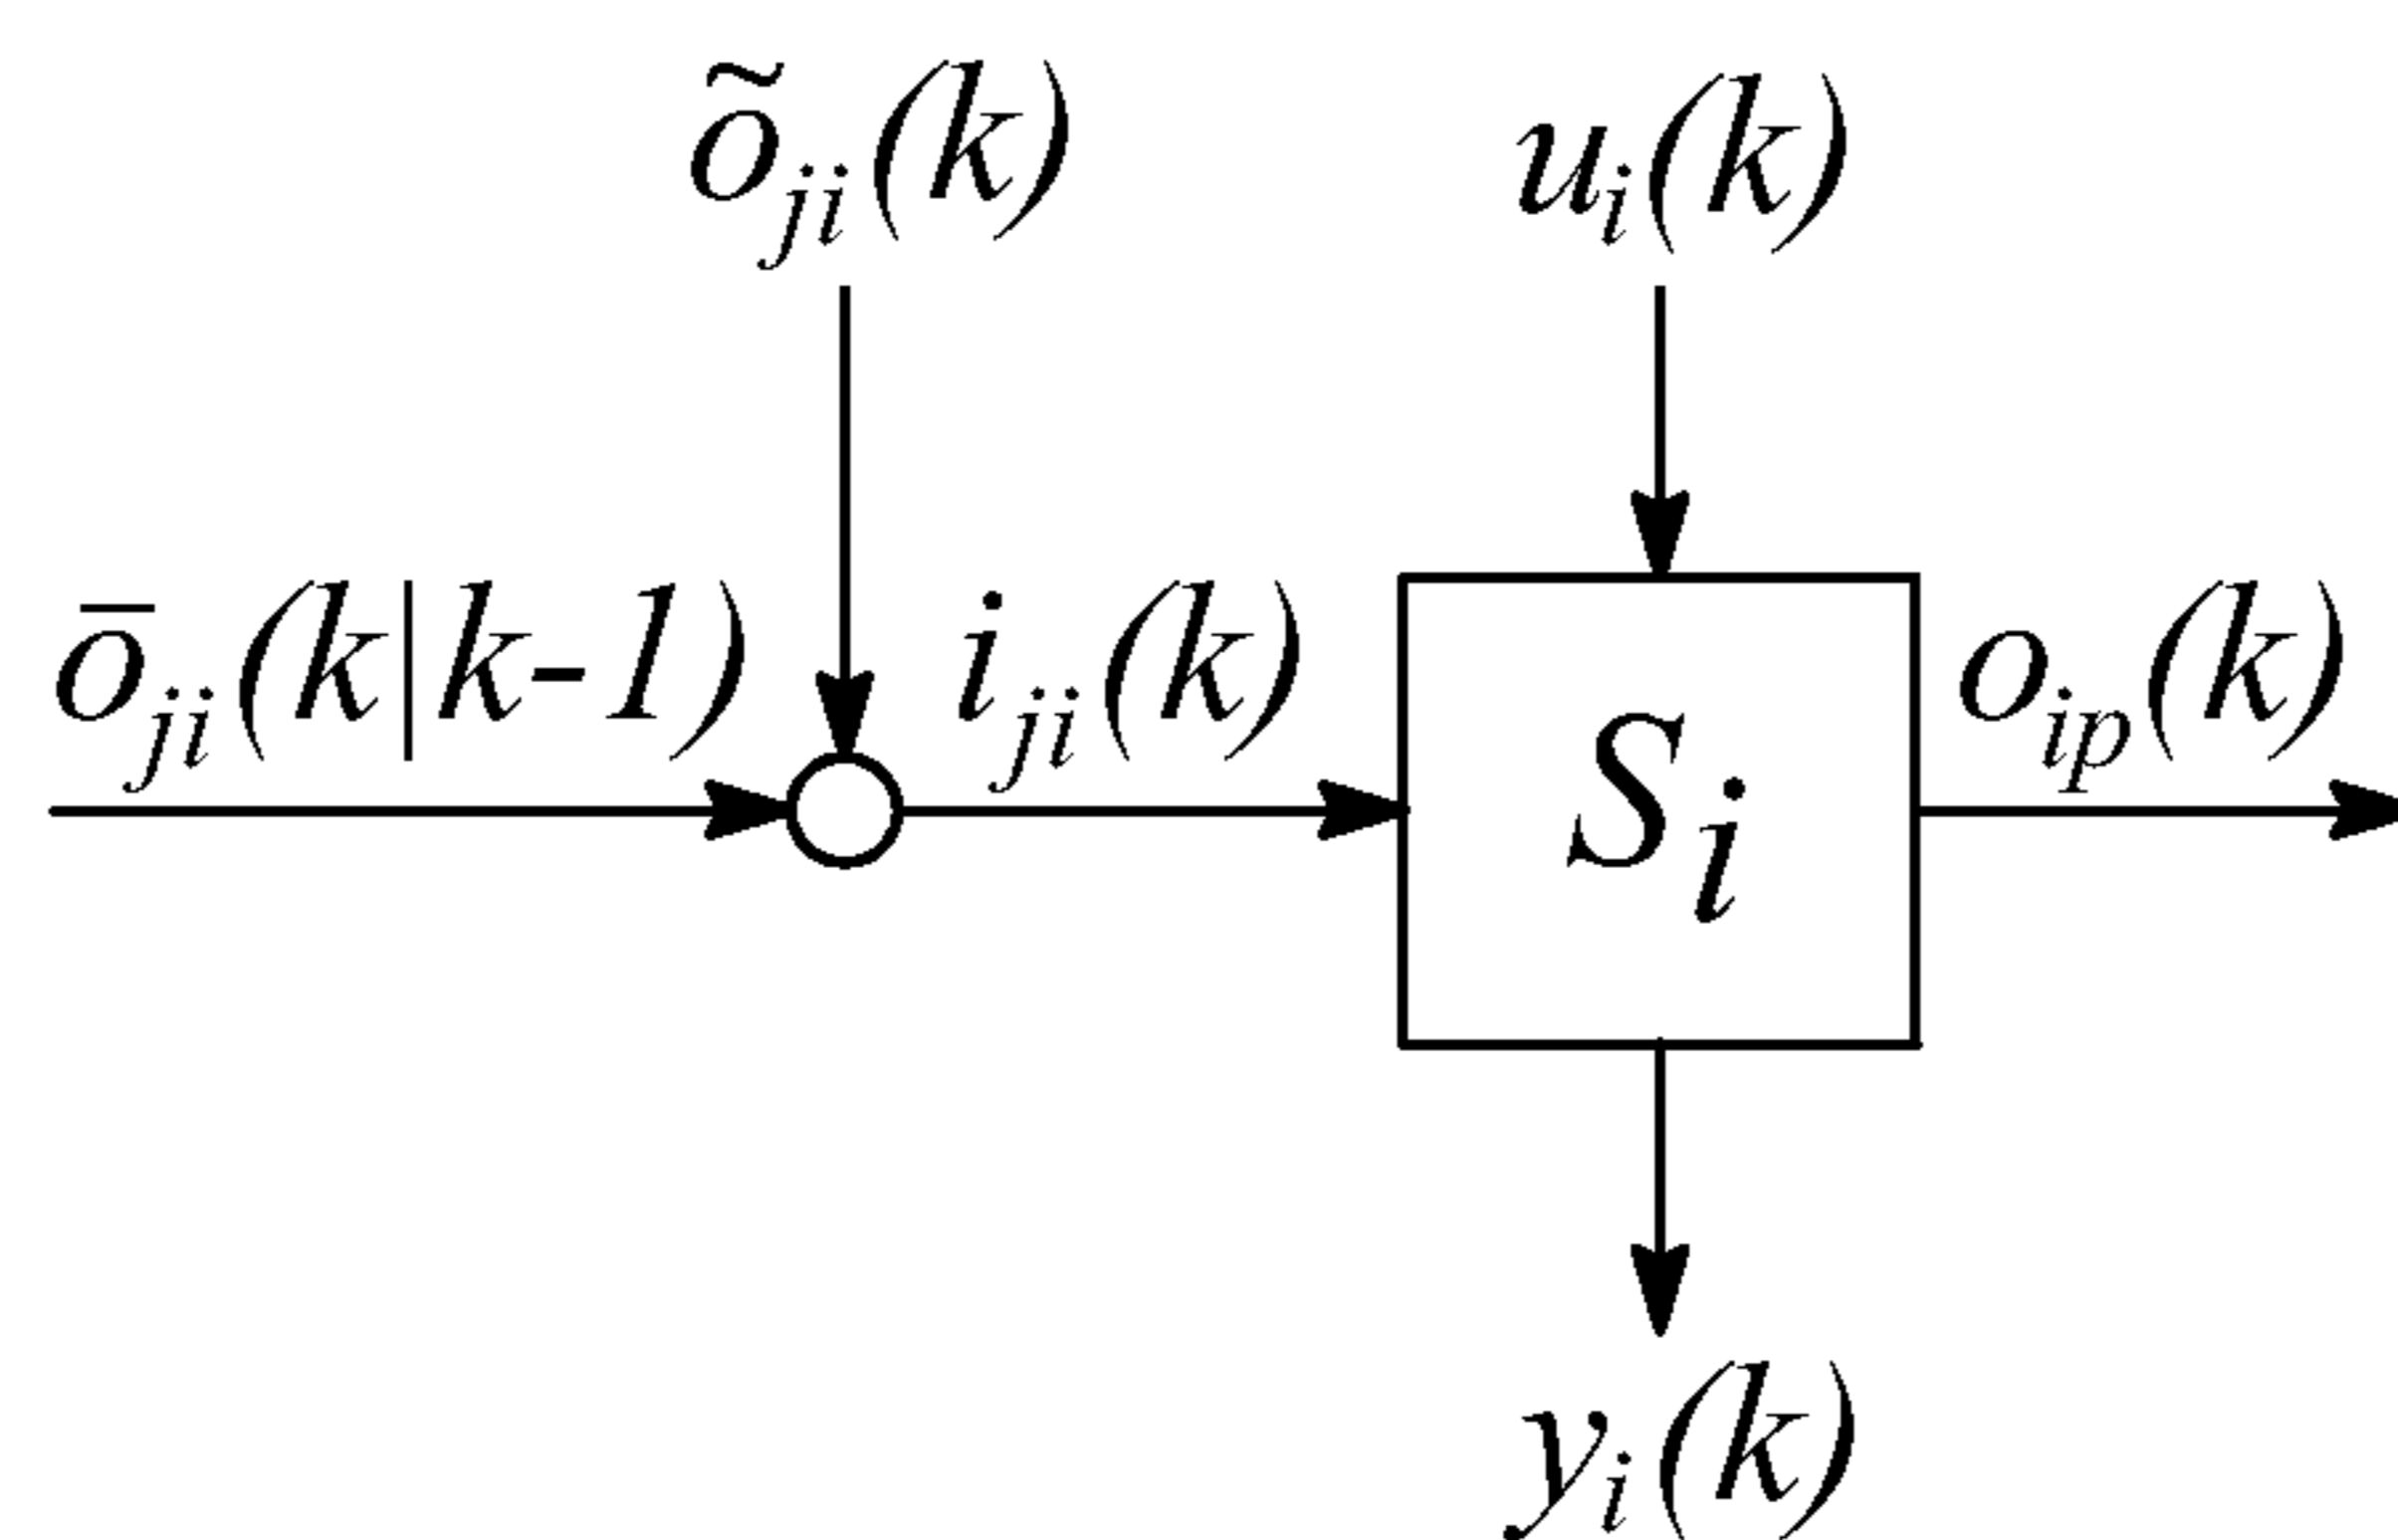 õ_ji(k)
u_i(k)
ō_ji(k|k-1)
i_ji(k)
S_i
o_ip(k)
y_i(k)